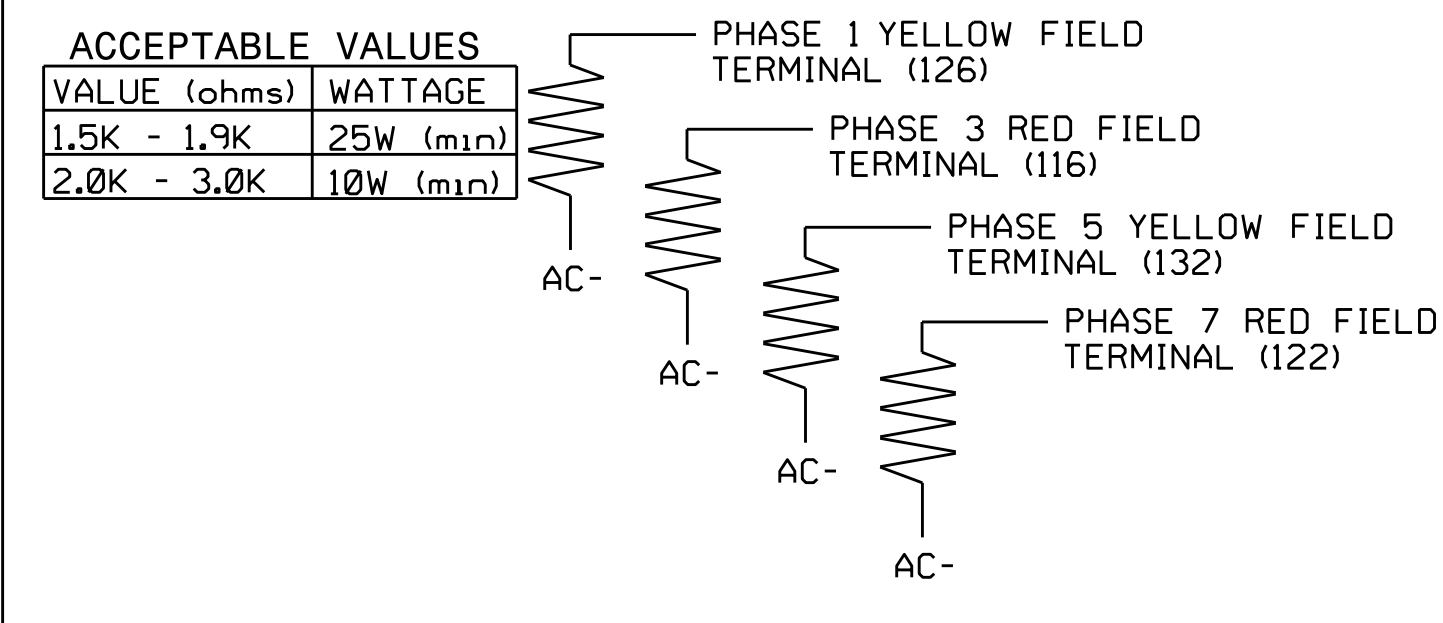 ACCEPTABLE VALUES
VALUE (ohms) WATTAGE
1.5K - 1.9K 25W (min)
2.0K - 3.0K 10W (min)
PHASE 1 YELLOW FIELD
TERMINAL (126)
AC-
PHASE 3 RED FIELD
TERMINAL (116)
AC-
PHASE 5 YELLOW FIELD
TERMINAL (132)
AC-
PHASE 7 RED FIELD
TERMINAL (122)
AC-